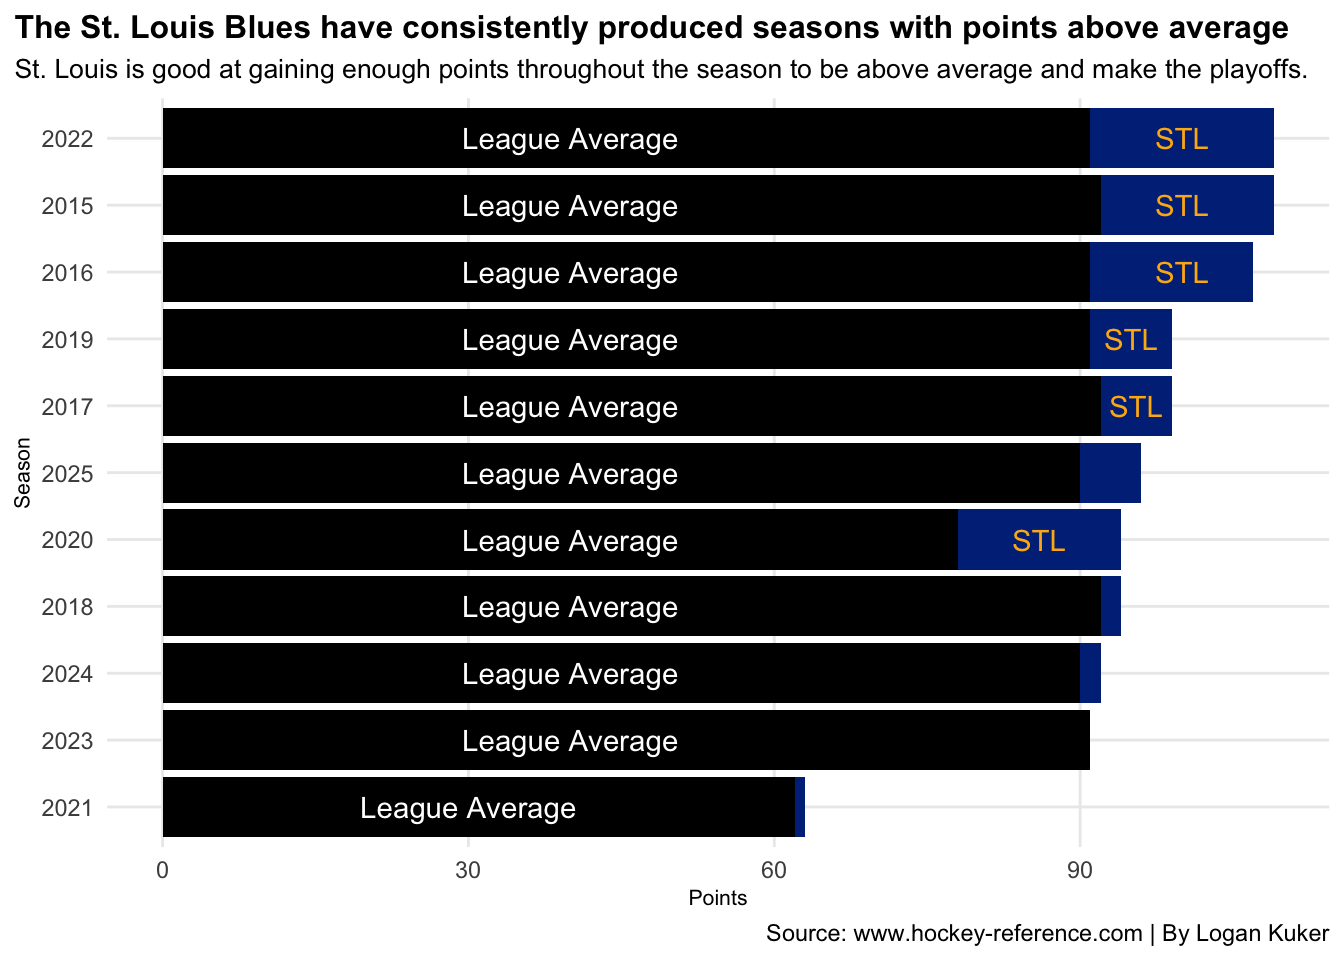 The St. Louis Blues have consistently produced seasons with points above average
St. Louis is good at gaining enough points throughout the season to be above average and make the playoffs.
2022 League Average STL
2015 League Average STL
2016 League Average STL
2019 League Average STL
2017 League Average STL
Season
2025 League Average
2020 League Average STL
2018 League Average
2024 League Average
2023 League Average
2021 League Average
0 30 60 90
Points
Source: www.hockey-reference.com | By Logan Kuker